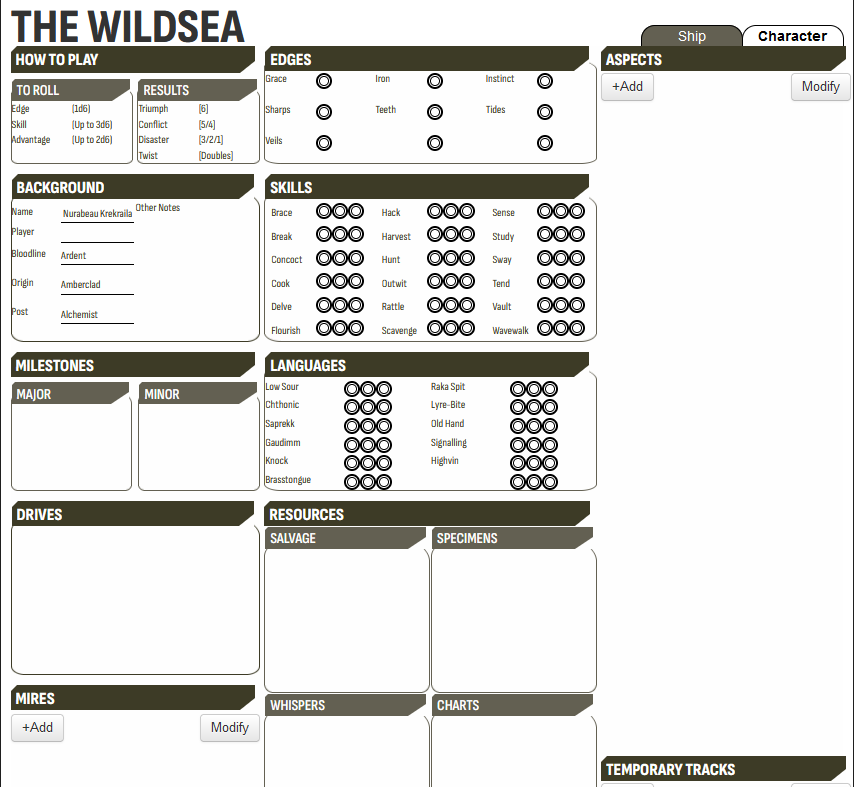 THE WILDSEA
Ship Character
HOW TO PLAY
TO ROLL
Edge [1d6]
Skill [Up to 3d6]
Advantage [Up to 2d6]
RESULTS
Triumph [6]
Conflict [5/4]
Disaster [3/2/1]
Twist [Doubles]
EDGES
Grace Iron Instinct
Sharps Teeth Tides
Veils
ASPECTS
+Add Modify
BACKGROUND
Name Nurabeau Krekraila
Player
Bloodline Ardent
Origin Amberclad
Post Alchemist
Other Notes
SKILLS
Brace Hack Sense
Break Harvest Study
Concoct Hunt Sway
Cook Outwit Tend
Delve Rattle Vault
Flourish Scavenge Wavewalk
MILESTONES
MAJOR MINOR
LANGUAGES
Low Sour Raka Spit
Chthonic Lyre-Bite
Saprekk Old Hand
Gaudimm Signalling
Knock Highvin
Brasstongue
DRIVES
RESOURCES
SALVAGE SPECIMENS
WHISPERS CHARTS
MIRES
+Add Modify
TEMPORARY TRACKS